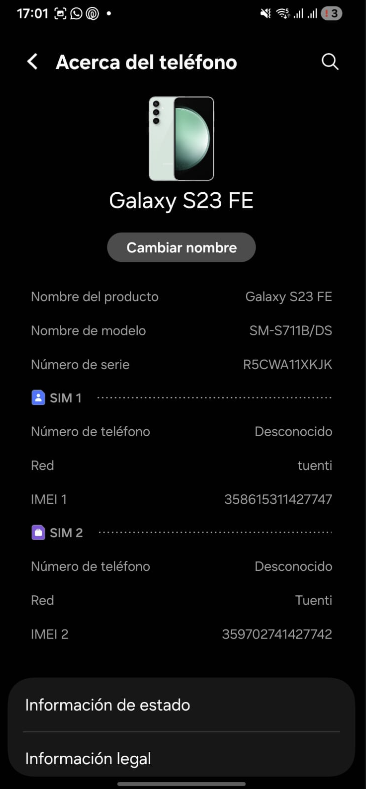 17:01 3
Acerca del teléfono
Galaxy S23 FE
Cambiar nombre
Nombre del producto Galaxy S23 FE
Nombre de modelo SM-S711B/DS
Número de serie R5CWA11XKJK
SIM 1
Número de teléfono Desconocido
Red tuenti
IMEI 1 358615311427747
SIM 2
Número de teléfono Desconocido
Red Tuenti
IMEI 2 359702741427742
Información de estado
Información legal